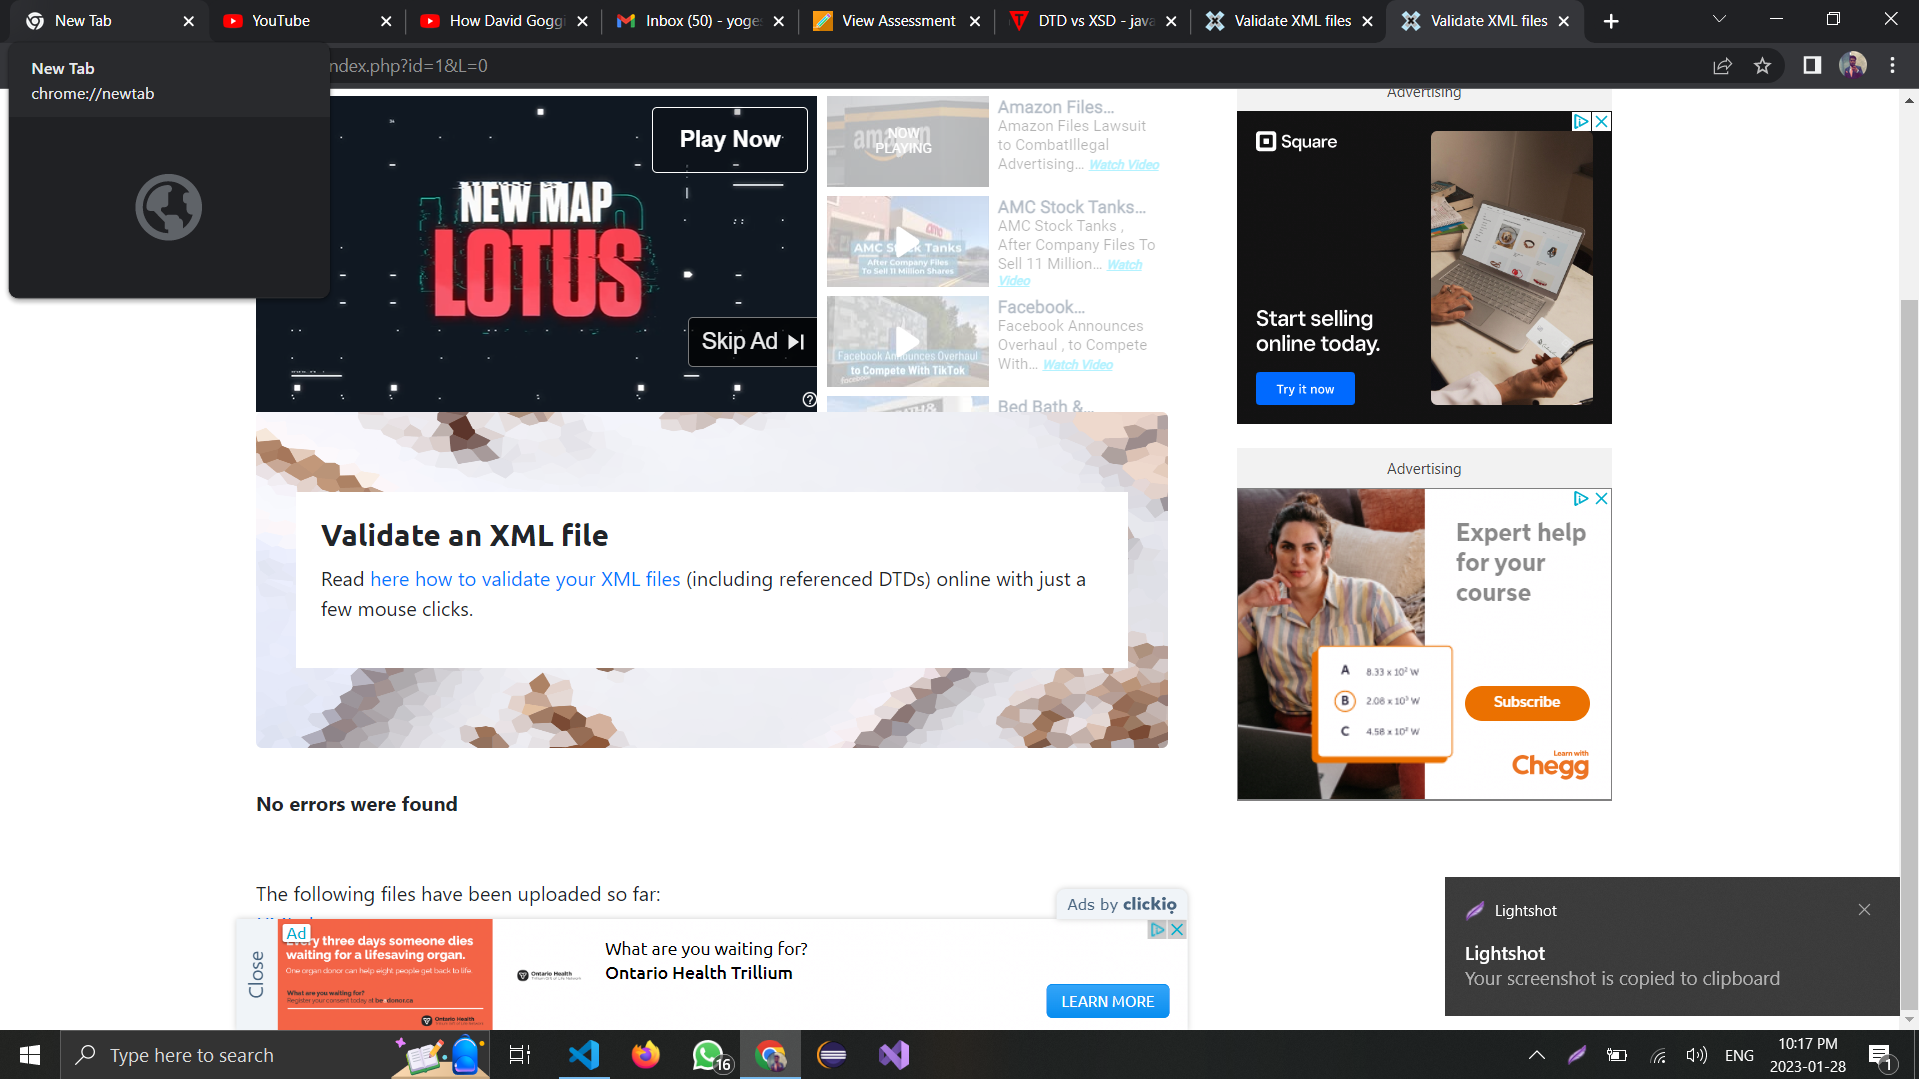 New Tab
YouTube
How David Goggi
Inbox (50) - yoge
View Assessment
DTD vs XSD - java
Validate XML files
Validate XML files
New Tab
chrome://newtab
ndex.php?id=1&L=0
Play Now
NEW MAP
LOTUS
Skip Ad
amazon
NOW
PLAYING
Amazon Files...
Amazon Files Lawsuit
to CombatIllegal
Advertising... Watch Video
AMC Stock Tanks
After Company Files
To Sell 11 Million Shares
AMC Stock Tanks...
AMC Stock Tanks ,
After Company Files To
Sell 11 Million... Watch
Video
Facebook Announces Overhaul
to Compete With TikTok
Facebook...
Facebook Announces
Overhaul , to Compete
With... Watch Video
Bed Bath &...
Advertising
Square
Start selling
online today.
Try it now
Advertising
Expert help
for your
course
A 8.33 x 10² W
B 2.08 x 10³ W
C 4.58 x 10² W
Subscribe
Learn with
Chegg
Validate an XML file
Read here how to validate your XML files (including referenced DTDs) online with just a
few mouse clicks.
No errors were found
The following files have been uploaded so far:
Ads by clickio
Close
Ad
Every three days someone dies
waiting for a lifesaving organ.
One organ donor can help eight people get back to life.
What are you waiting for?
Register your consent today at beadonor.ca
Ontario Health
Ontario Health
What are you waiting for?
Ontario Health Trillium
LEARN MORE
Lightshot
Lightshot
Your screenshot is copied to clipboard
Type here to search
16
ENG
10:17 PM
2023-01-28
1